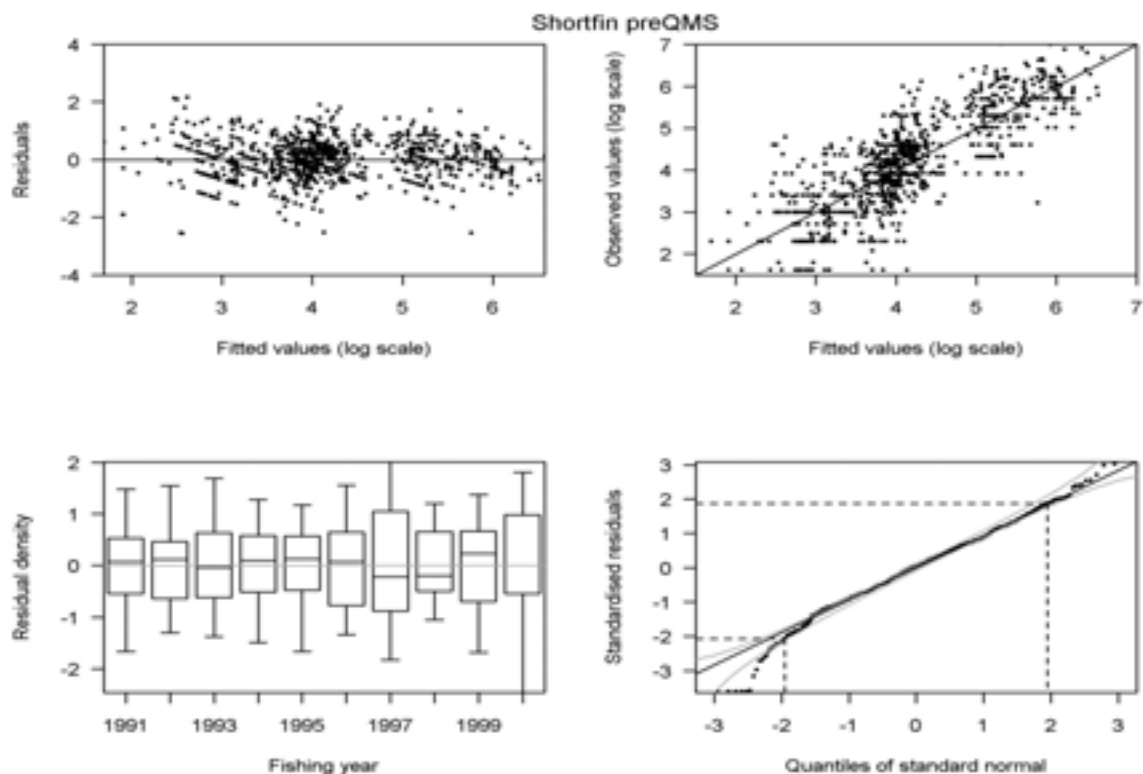 Shortfin preQMS
Residuals
4
2
0
-2
-4
2 3 4 5 6
Fitted values (log scale)
Observed values (log scale)
7
6
5
4
3
2
2 3 4 5 6 7
Fitted values (log scale)
Residual density
2
1
0
-1
-2
1991 1993 1995 1997 1999
Fishing year
Standardised residuals
3
2
1
0
-1
-2
-3
-3 -2 -1 0 1 2 3
Quantiles of standard normal